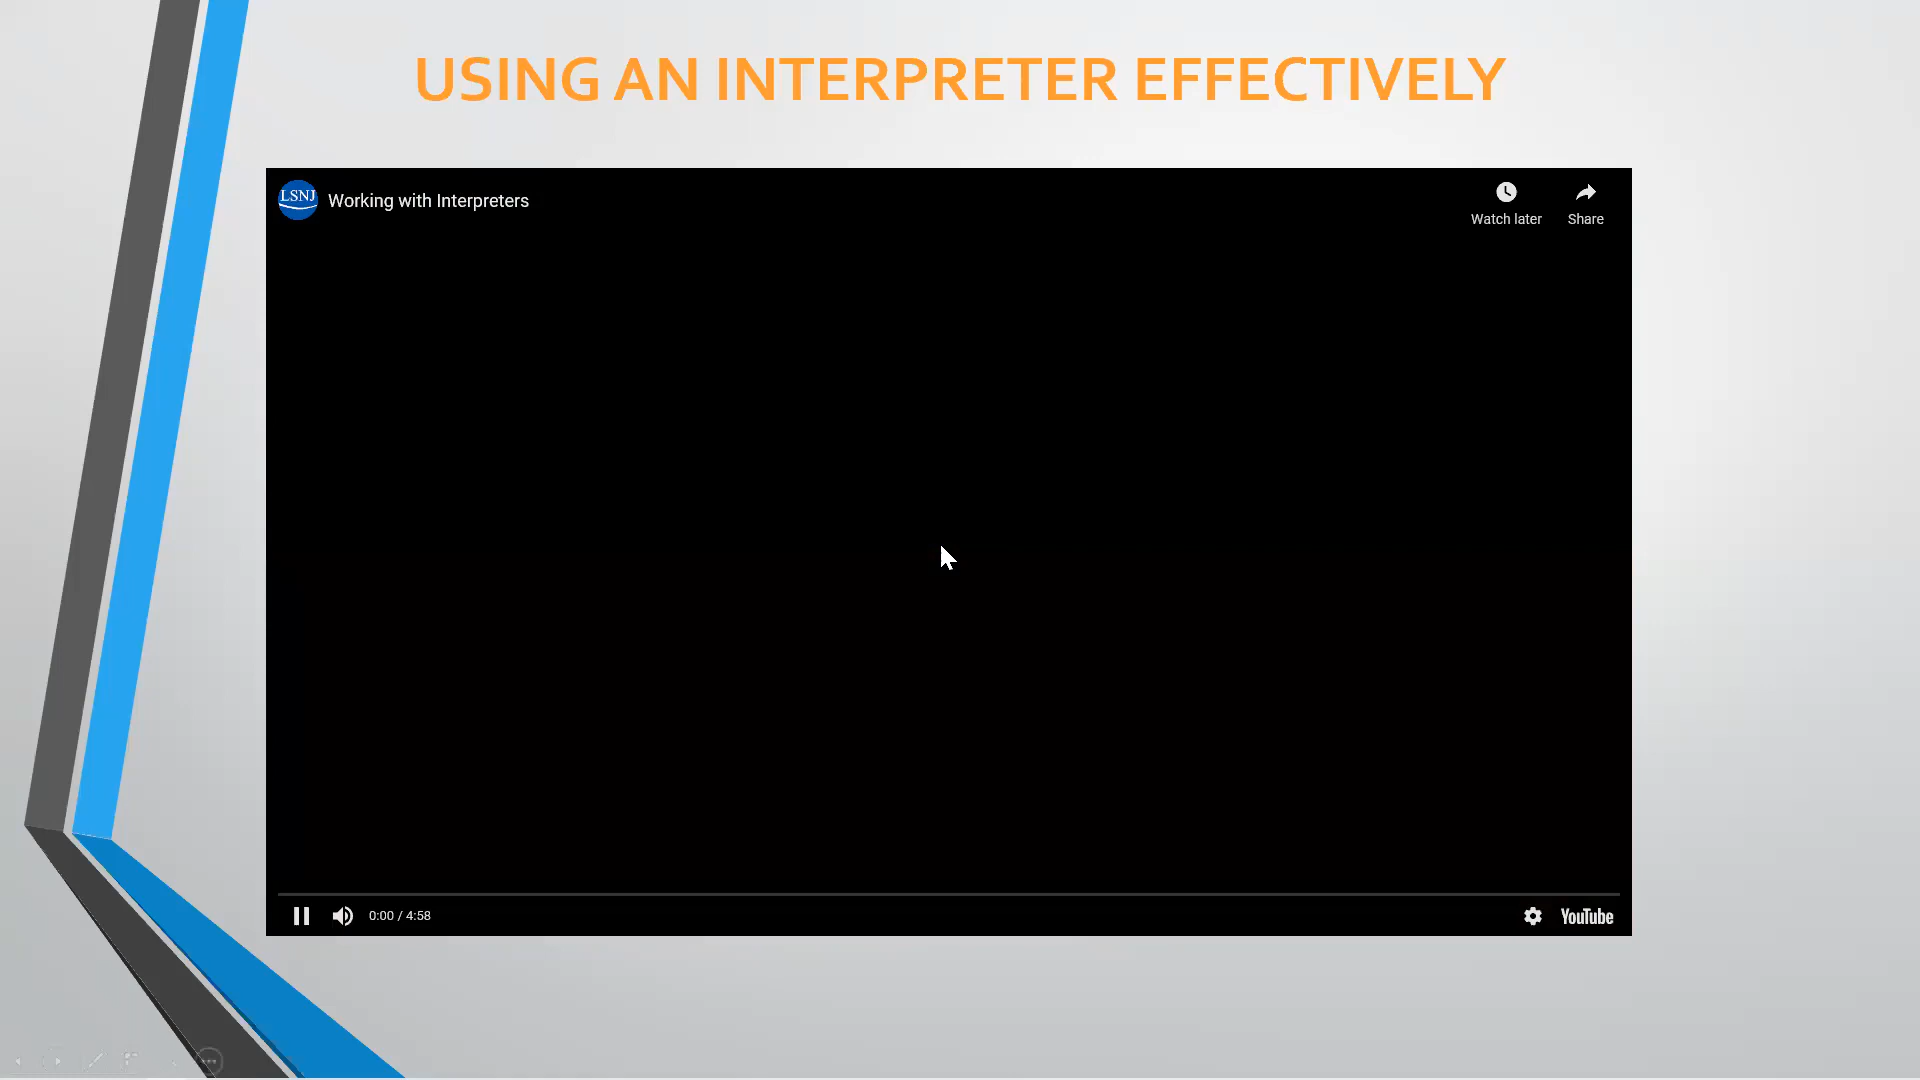 USING AN INTERPRETER EFFECTIVELY
LSNJ
Working with Interpreters
Watch later
Share
0:00 / 4:58
YouTube